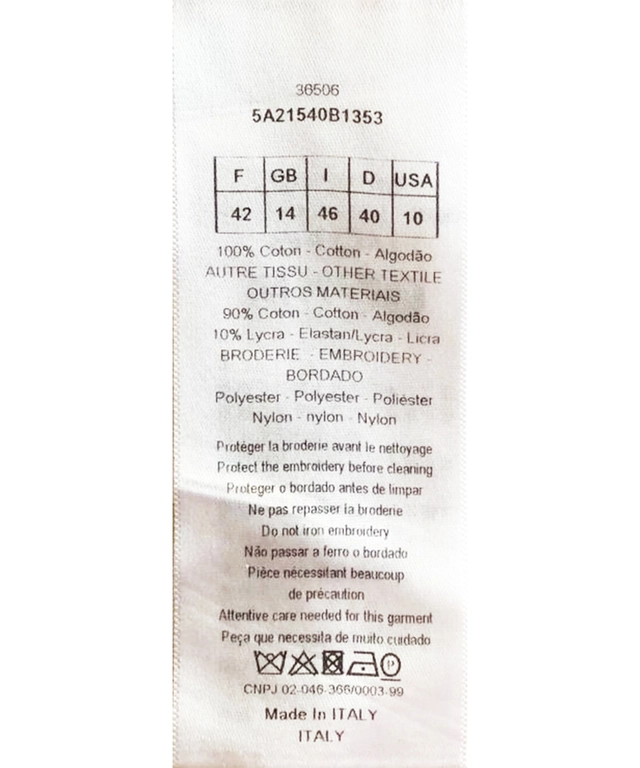 36506
5A21540B1353
F GB I D USA
42 14 46 40 10
100% Coton - Cotton - Algodão
AUTRE TISSU - OTHER TEXTILE
OUTROS MATERIAIS
90% Coton - Cotton - Algodão
10% Lycra - Elastan/Lycra - Licra
BRODERIE - EMBROIDERY -
BORDADO
Polyester - Polyester - Poliéster
Nylon - nylon - Nylon
Protéger la broderie avant le nettoyage
Protect the embroidery before cleaning
Proteger o bordado antes de limpar
Ne pas repasser la broderie
Do not iron embroidery
Não passar a ferro o bordado
Pièce nécessitant beaucoup
de précaution
Attentive care needed for this garment
Peça que necessita de muito cuidado
P
CNPJ 02-046-366/0003-99
Made In ITALY
ITALY